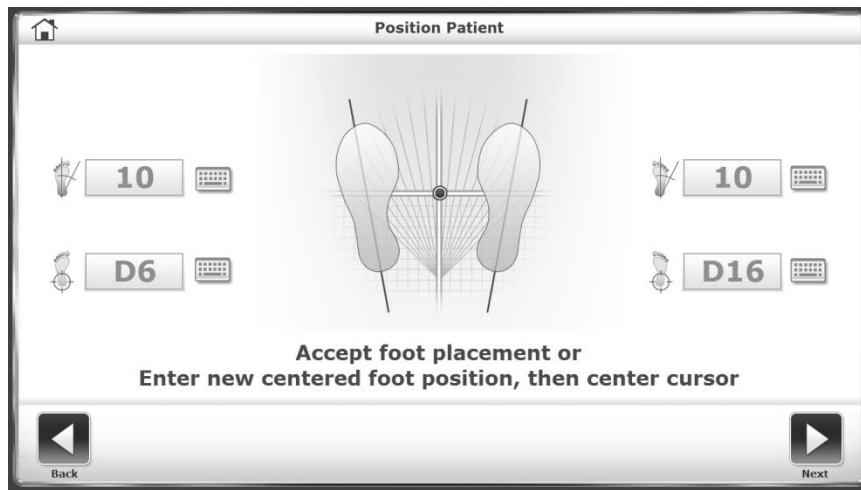 Position Patient
10
10
D6
D16
Accept foot placement or
Enter new centered foot position, then center cursor
Back
Next